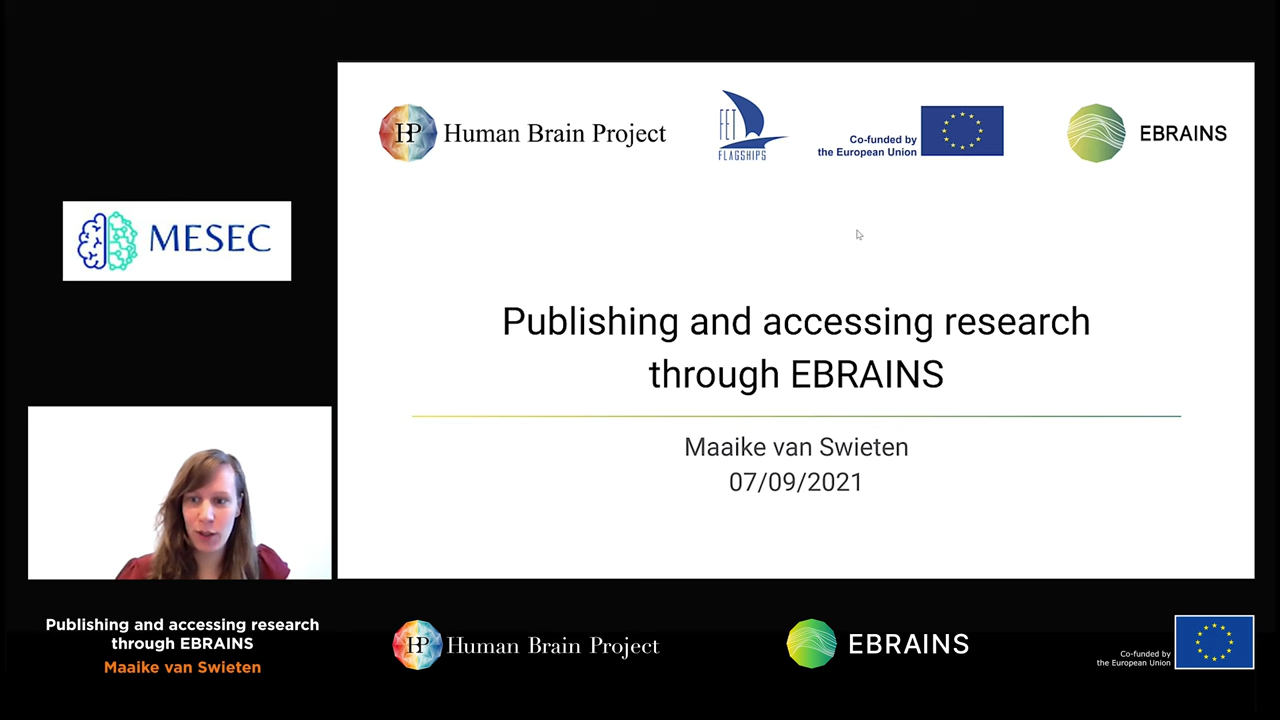 HP Human Brain Project
FET
FLAGSHIPS
Co-funded by
the European Union
EBRAINS
MESEC
Publishing and accessing research
through EBRAINS
Maaike van Swieten
07/09/2021
Publishing and accessing research
through EBRAINS
Maaike van Swieten
HP Human Brain Project
EBRAINS
Co-funded by
the European Union